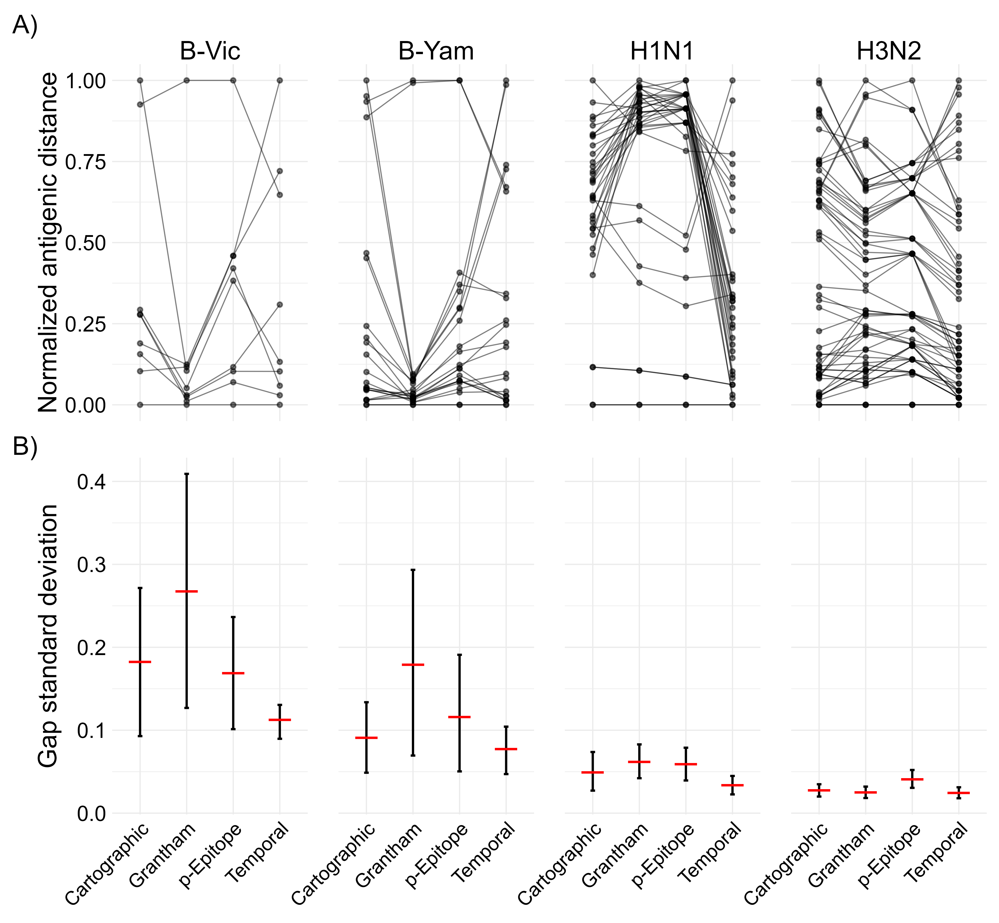 A)
B-Vic B-Yam H1N1 H3N2
Normalized antigenic distance
1.00
0.75
0.50
0.25
0.00
B)
Gap standard deviation
0.4
0.3
0.2
0.1
0.0
Cartographic Grantham p-Epitope Temporal Cartographic Grantham p-Epitope Temporal Cartographic Grantham p-Epitope Temporal Cartographic Grantham p-Epitope Temporal